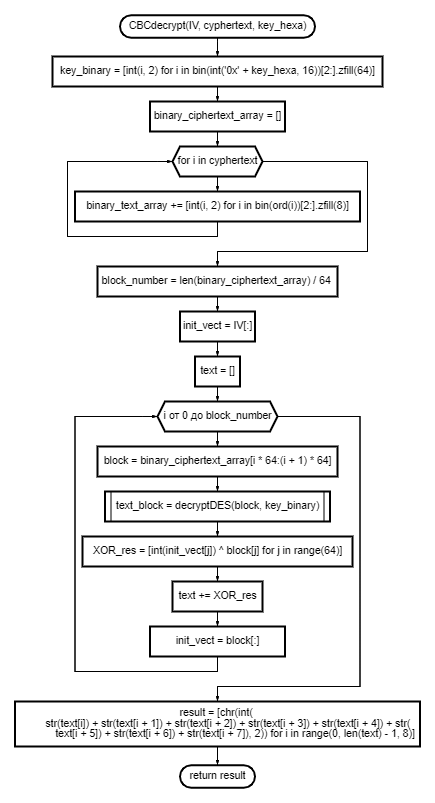 CBCdecrypt(IV, cyphertext, key_hexa)
key_binary = [int(i, 2) for i in bin(int('0x' + key_hexa, 16))[2:].zfill(64)]
binary_ciphertext_array = []
for i in cyphertext
binary_text_array += [int(i, 2) for i in bin(ord(i))[2:].zfill(8)]
block_number = len(binary_ciphertext_array) / 64
init_vect = IV[:]
text = []
i от 0 до block_number
block = binary_ciphertext_array[i * 64:(i + 1) * 64]
text_block = decryptDES(block, key_binary)
XOR_res = [int(init_vect[j]) ^ block[j] for j in range(64)]
text += XOR_res
init_vect = block[:]
result = [chr(int(
str(text[i]) + str(text[i + 1]) + str(text[i + 2]) + str(text[i + 3]) + str(text[i + 4]) + str(
text[i + 5]) + str(text[i + 6]) + str(text[i + 7]), 2)) for i in range(0, len(text) - 1, 8)]
return result